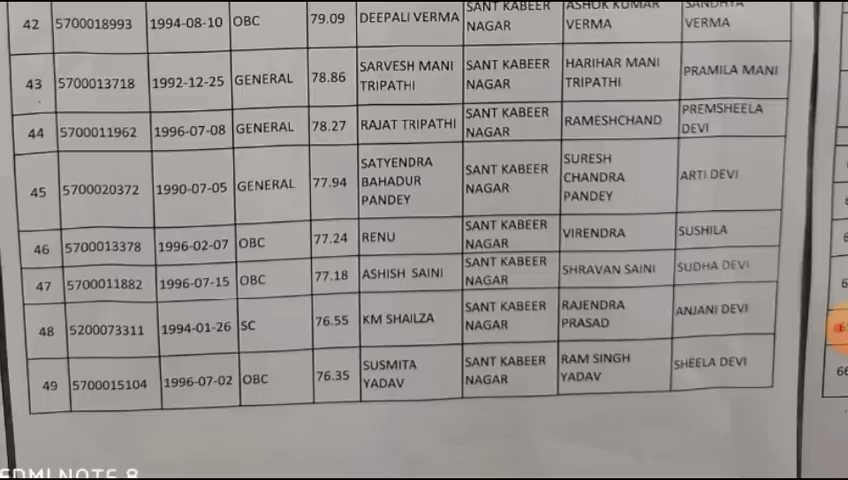 42 5700018993 1994-08-10 OBC 79.09 DEEPALI VERMA SANT KABEER NAGAR ASHOK KUMAR VERMA SANDHYA VERMA
43 5700013718 1992-12-25 GENERAL 78.86 SARVESH MANI TRIPATHI SANT KABEER NAGAR HARIHAR MANI TRIPATHI PRAMILA MANI
44 5700011962 1996-07-08 GENERAL 78.27 RAJAT TRIPATHI SANT KABEER NAGAR RAMESHCHAND PREMSHEELA DEVI
45 5700020372 1990-07-05 GENERAL 77.94 SATYENDRA BAHADUR PANDEY SANT KABEER NAGAR SURESH CHANDRA PANDEY ARTI DEVI
46 5700013378 1996-02-07 OBC 77.24 RENU SANT KABEER NAGAR VIRENDRA SUSHILA
47 5700011882 1996-07-15 OBC 77.18 ASHISH SAINI SANT KABEER NAGAR SHRAVAN SAINI SUDHA DEVI
48 5200073311 1994-01-26 SC 76.55 KM SHAILZA SANT KABEER NAGAR RAJENDRA PRASAD ANJANI DEVI
49 5700015104 1996-07-02 OBC 76.35 SUSMITA YADAV SANT KABEER NAGAR RAM SINGH YADAV SHEELA DEVI
NOTE 8